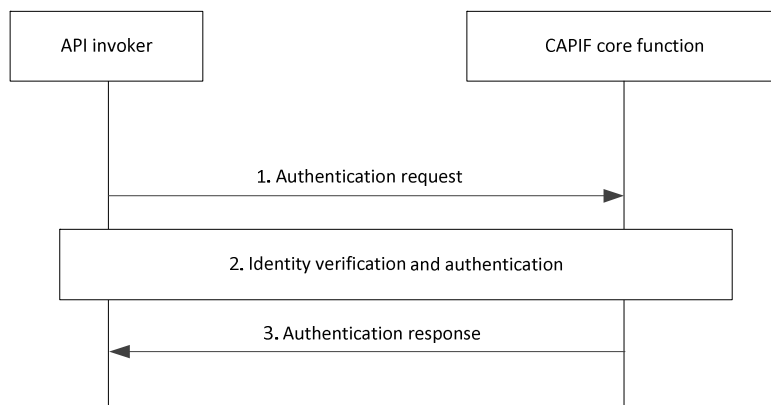 API invoker
CAPIF core function
1. Authentication request
2. Identity verification and authentication
3. Authentication response